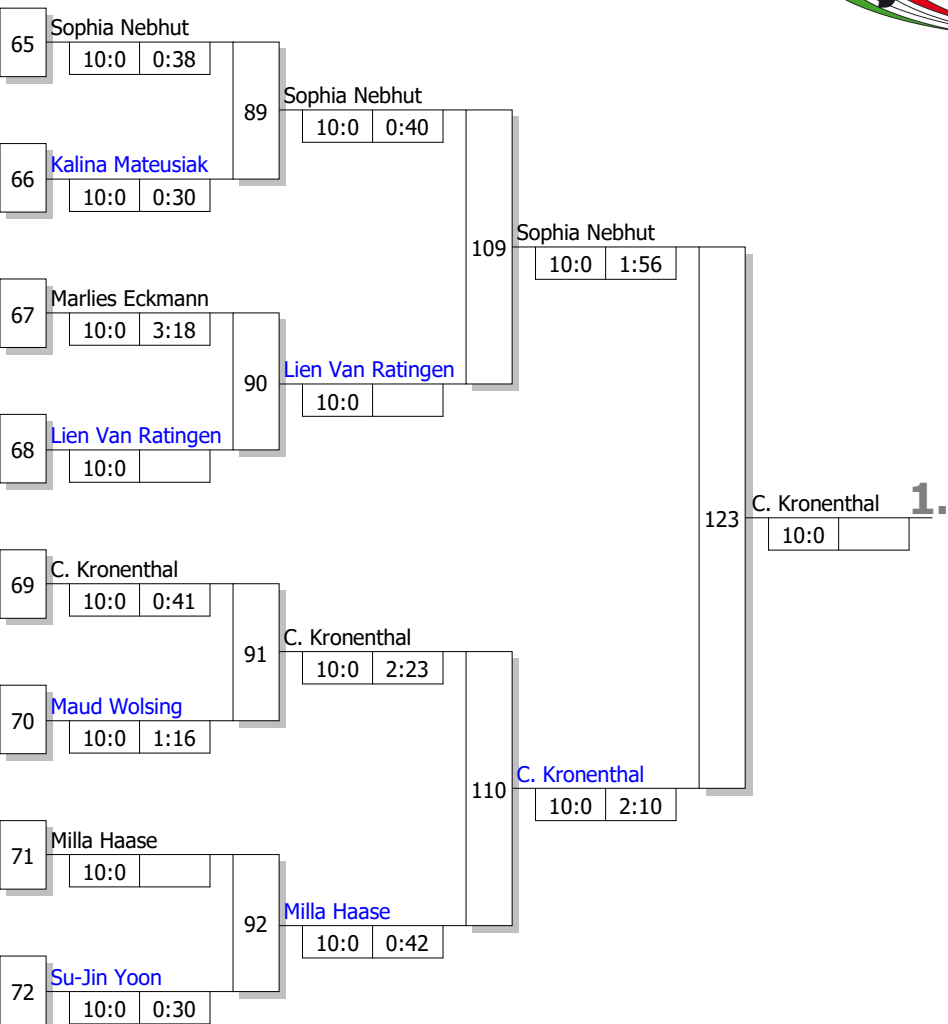 Sophia Nebhut
65
10:0 0:38
Sophia Nebhut
89
10:0 0:40
Kalina Mateusiak
66
10:0 0:30
Sophia Nebhut
109
10:0 1:56
Marlies Eckmann
67
10:0 3:18
Lien Van Ratingen
90
10:0
Lien Van Ratingen
68
10:0
C. Kronenthal 1.
123
10:0
C. Kronenthal
69
10:0 0:41
C. Kronenthal
91
10:0 2:23
Maud Wolsing
70
10:0 1:16
C. Kronenthal
110
10:0 2:10
Milla Haase
71
10:0
Milla Haase
92
10:0 0:42
Su-Jin Yoon
72
10:0 0:30